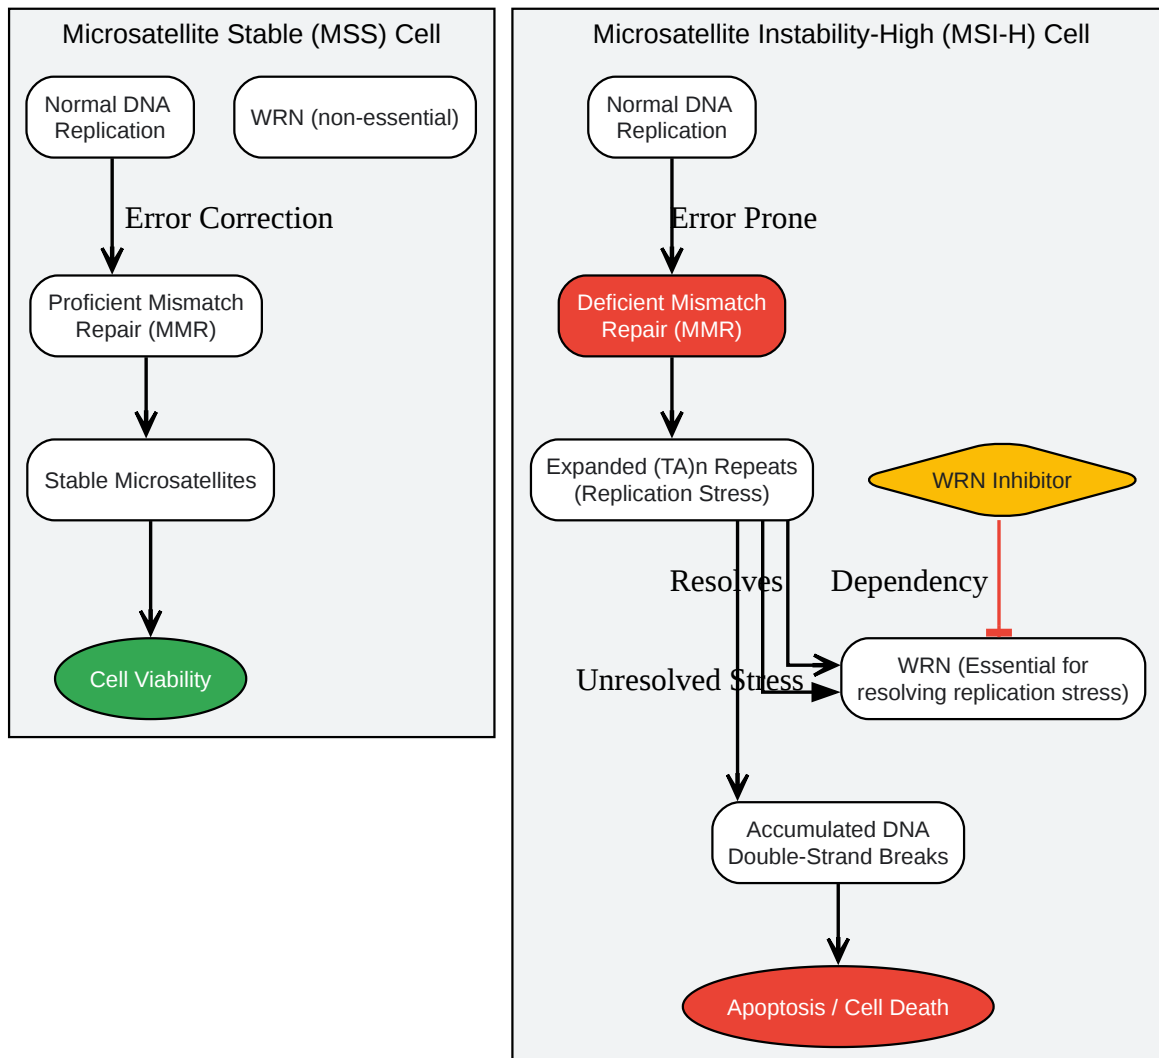 Microsatellite Stable (MSS) Cell
Normal DNA
Replication
WRN (non-essential)
Error Correction
Proficient Mismatch
Repair (MMR)
Stable Microsatellites
Cell Viability
Microsatellite Instability-High (MSI-H) Cell
Normal DNA
Replication
Error Prone
Deficient Mismatch
Repair (MMR)
Expanded (TA)n Repeats
(Replication Stress)
WRN Inhibitor
Resolves
Dependency
Unresolved Stress
WRN (Essential for
resolving replication stress)
Accumulated DNA
Double-Strand Breaks
Apoptosis / Cell Death